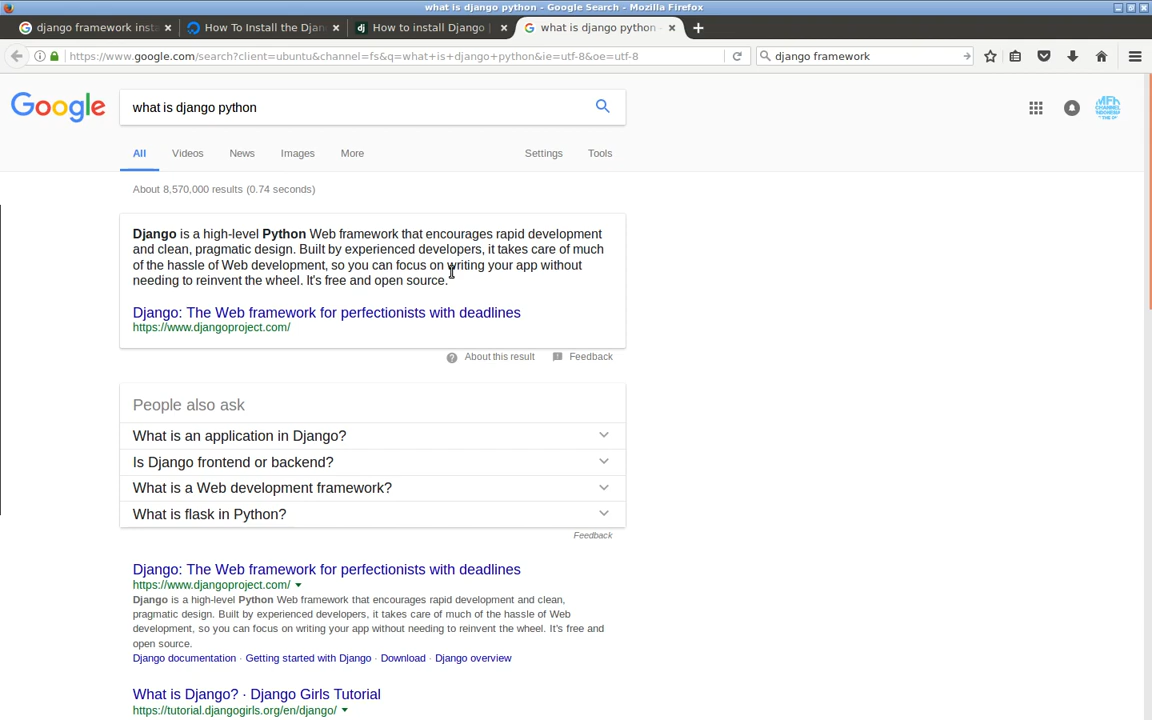 what is django python - Google Search - Mozilla Firefox
django framework inst
How To Install the Djan
How to install Django |
what is django python -
https://www.google.com/search?client=ubuntu&channel=fs&q=what+is+django+python&ie=utf-8&oe=utf-8
django framework
Google
what is django python
All Videos News Images More Settings Tools
About 8,570,000 results (0.74 seconds)
Django is a high-level Python Web framework that encourages rapid development
and clean, pragmatic design. Built by experienced developers, it takes care of much
of the hassle of Web development, so you can focus on writing your app without
needing to reinvent the wheel. It's free and open source.
Django: The Web framework for perfectionists with deadlines
https://www.djangoproject.com/
About this result Feedback
People also ask
What is an application in Django?
Is Django frontend or backend?
What is a Web development framework?
What is flask in Python?
Feedback
Django: The Web framework for perfectionists with deadlines
https://www.djangoproject.com/
Django is a high-level Python Web framework that encourages rapid development and clean,
pragmatic design. Built by experienced developers, it takes care of much of the hassle of Web
development, so you can focus on writing your app without needing to reinvent the wheel. It's free and
open source.
Django documentation · Getting started with Django · Download · Django overview
What is Django? · Django Girls Tutorial
https://tutorial.djangogirls.org/en/django/